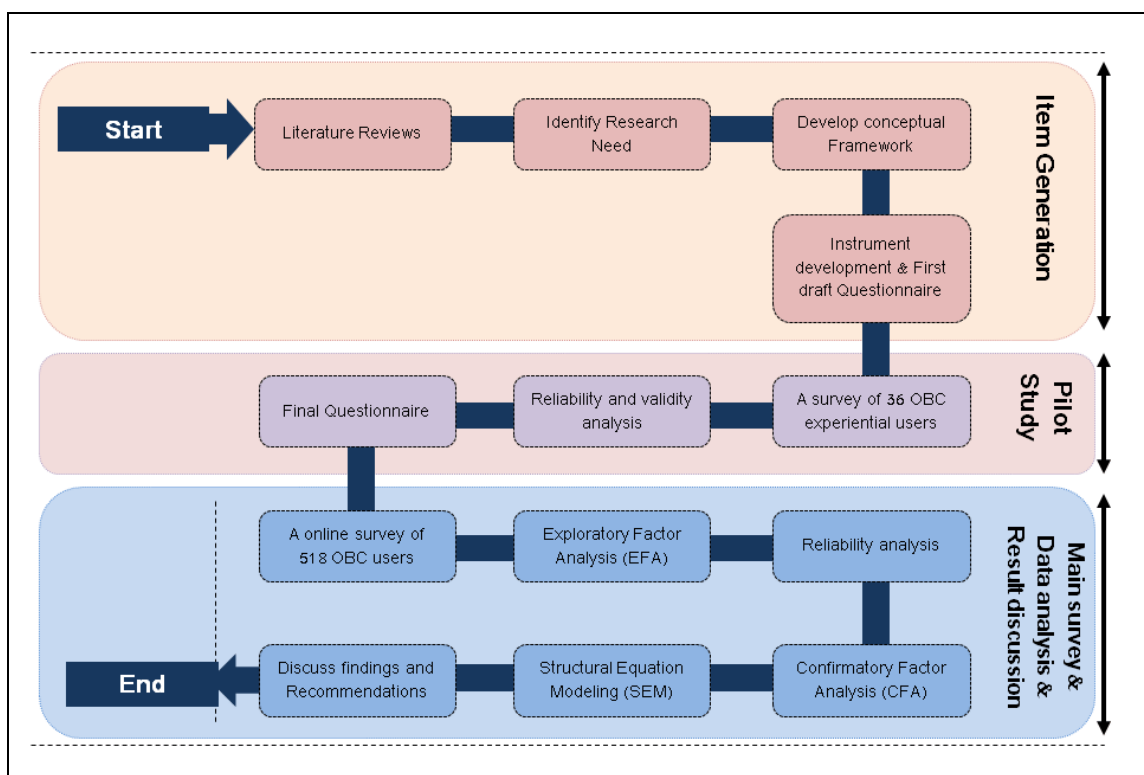 Start
Literature Reviews
Identify Research
Need
Develop conceptual
Framework
Instrument
development & First
draft Questionnaire
Item Generation
A survey of 36 OBC
experiential users
Reliability and validity
analysis
Final Questionnaire
Pilot
Study
A online survey of
518 OBC users
Exploratory Factor
Analysis (EFA)
Reliability analysis
Confirmatory Factor
Analysis (CFA)
Structural Equation
Modeling (SEM)
Discuss findings and
Recommendations
End
Main survey &
Data analysis &
Result discussion